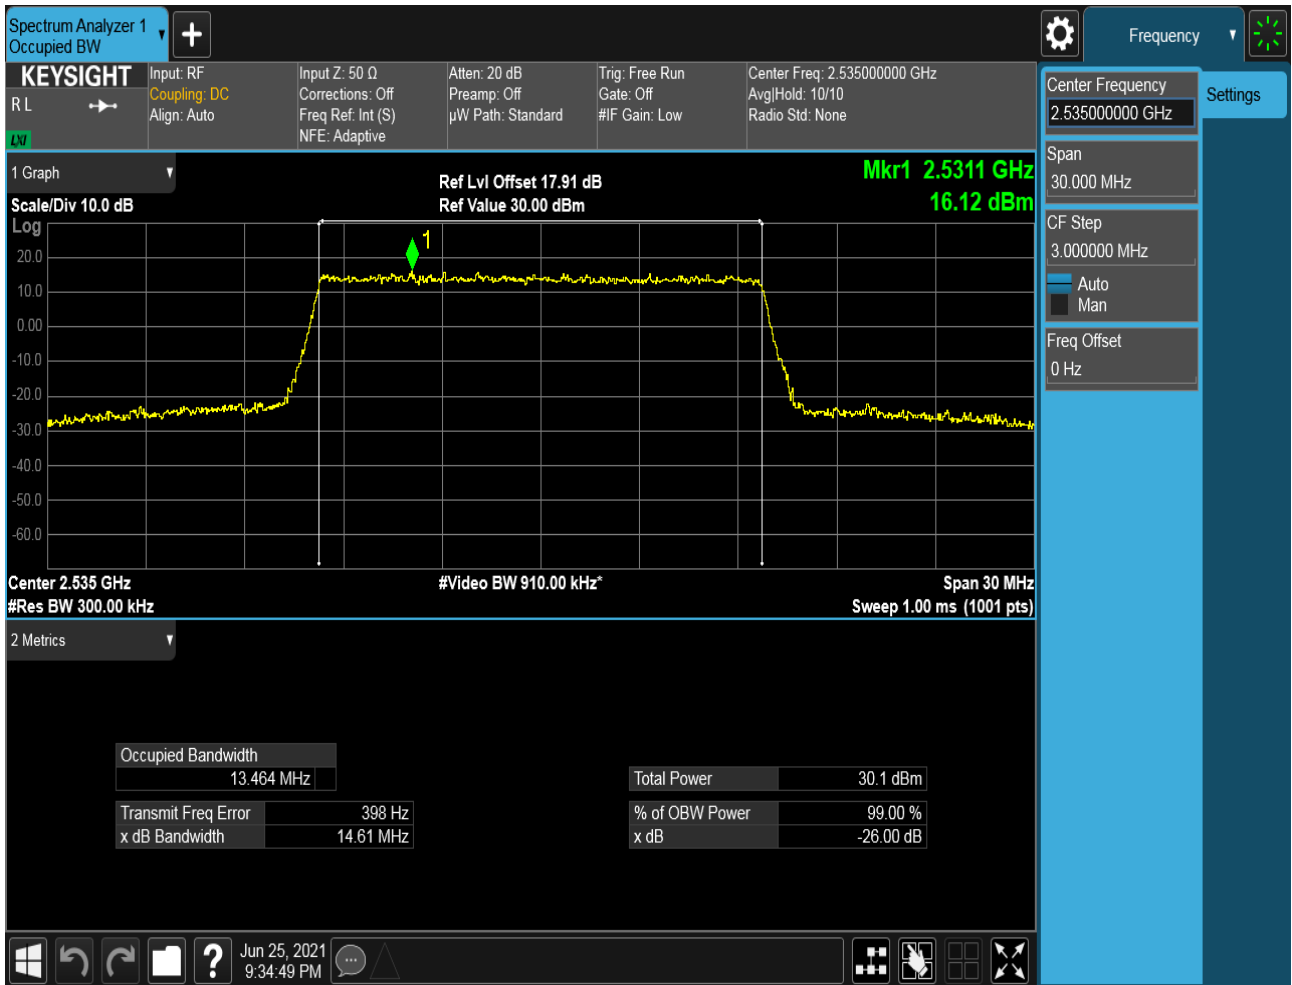 Spectrum Analyzer 1
Occupied BW
Frequency
KEYSIGHT
R L
LXI
Input: RF
Coupling: DC
Align: Auto
Input Z: 50 Ω
Corrections: Off
Freq Ref: Int (S)
NFE: Adaptive
Atten: 20 dB
Preamp: Off
µW Path: Standard
Trig: Free Run
Gate: Off
#IF Gain: Low
Center Freq: 2.535000000 GHz
Avg|Hold: 10/10
Radio Std: None
Center Frequency
2.535000000 GHz
Settings
Span
30.000 MHz
CF Step
3.000000 MHz
Auto
Man
Freq Offset
0 Hz
1 Graph
Scale/Div 10.0 dB
Ref Lvl Offset 17.91 dB
Ref Value 30.00 dBm
Mkr1 2.5311 GHz
16.12 dBm
Log
1
20.0
10.0
0.00
-10.0
-20.0
-30.0
-40.0
-50.0
-60.0
Center 2.535 GHz
#Video BW 910.00 kHz*
Span 30 MHz
#Res BW 300.00 kHz
Sweep 1.00 ms (1001 pts)
2 Metrics
Occupied Bandwidth
13.464 MHz
Total Power 30.1 dBm
Transmit Freq Error 398 Hz
% of OBW Power 99.00 %
x dB Bandwidth 14.61 MHz
x dB -26.00 dB
?
Jun 25, 2021
9:34:49 PM